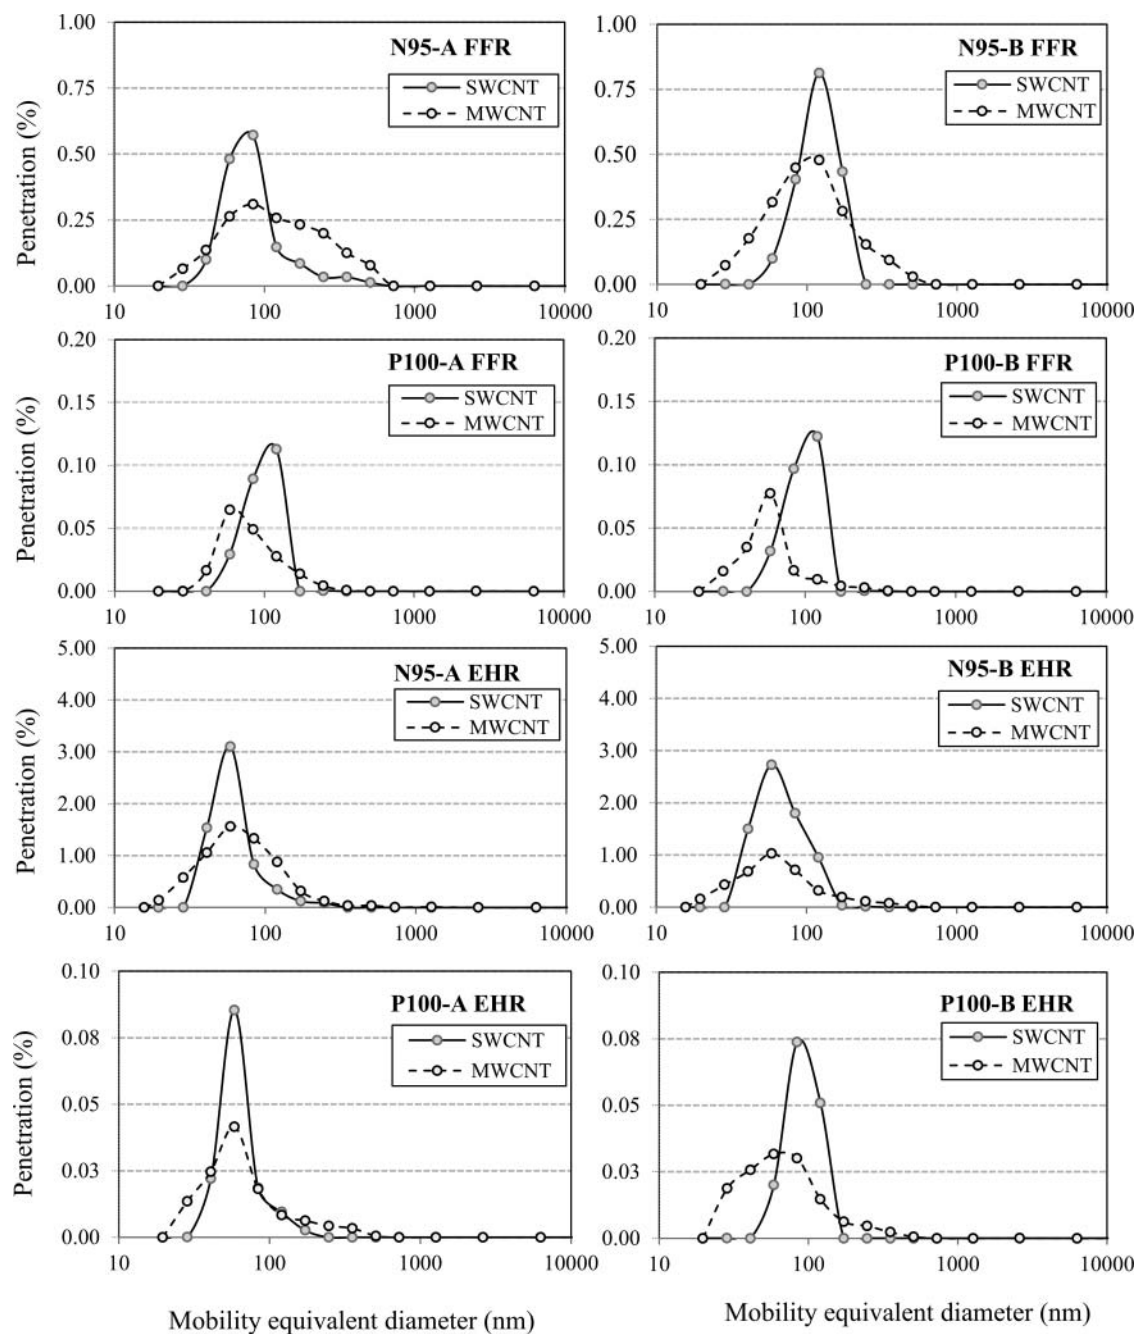 1.00
0.75
0.50
0.25
0.00
Penetration (%)
N95-A FFR
SWCNT
MWCNT
10 100 1000 10000
1.00
0.75
0.50
0.25
0.00
N95-B FFR
SWCNT
MWCNT
10 100 1000 10000
0.20
0.15
0.10
0.05
0.00
Penetration (%)
P100-A FFR
SWCNT
MWCNT
10 100 1000 10000
0.20
0.15
0.10
0.05
0.00
P100-B FFR
SWCNT
MWCNT
10 100 1000 10000
5.00
4.00
3.00
2.00
1.00
0.00
Penetration (%)
N95-A EHR
SWCNT
MWCNT
10 100 1000 10000
5.00
4.00
3.00
2.00
1.00
0.00
N95-B EHR
SWCNT
MWCNT
10 100 1000 10000
0.10
0.08
0.05
0.03
0.00
Penetration (%)
P100-A EHR
SWCNT
MWCNT
10 100 1000 10000
Mobility equivalent diameter (nm)
0.10
0.08
0.05
0.03
0.00
P100-B EHR
SWCNT
MWCNT
10 100 1000 10000
Mobility equivalent diameter (nm)